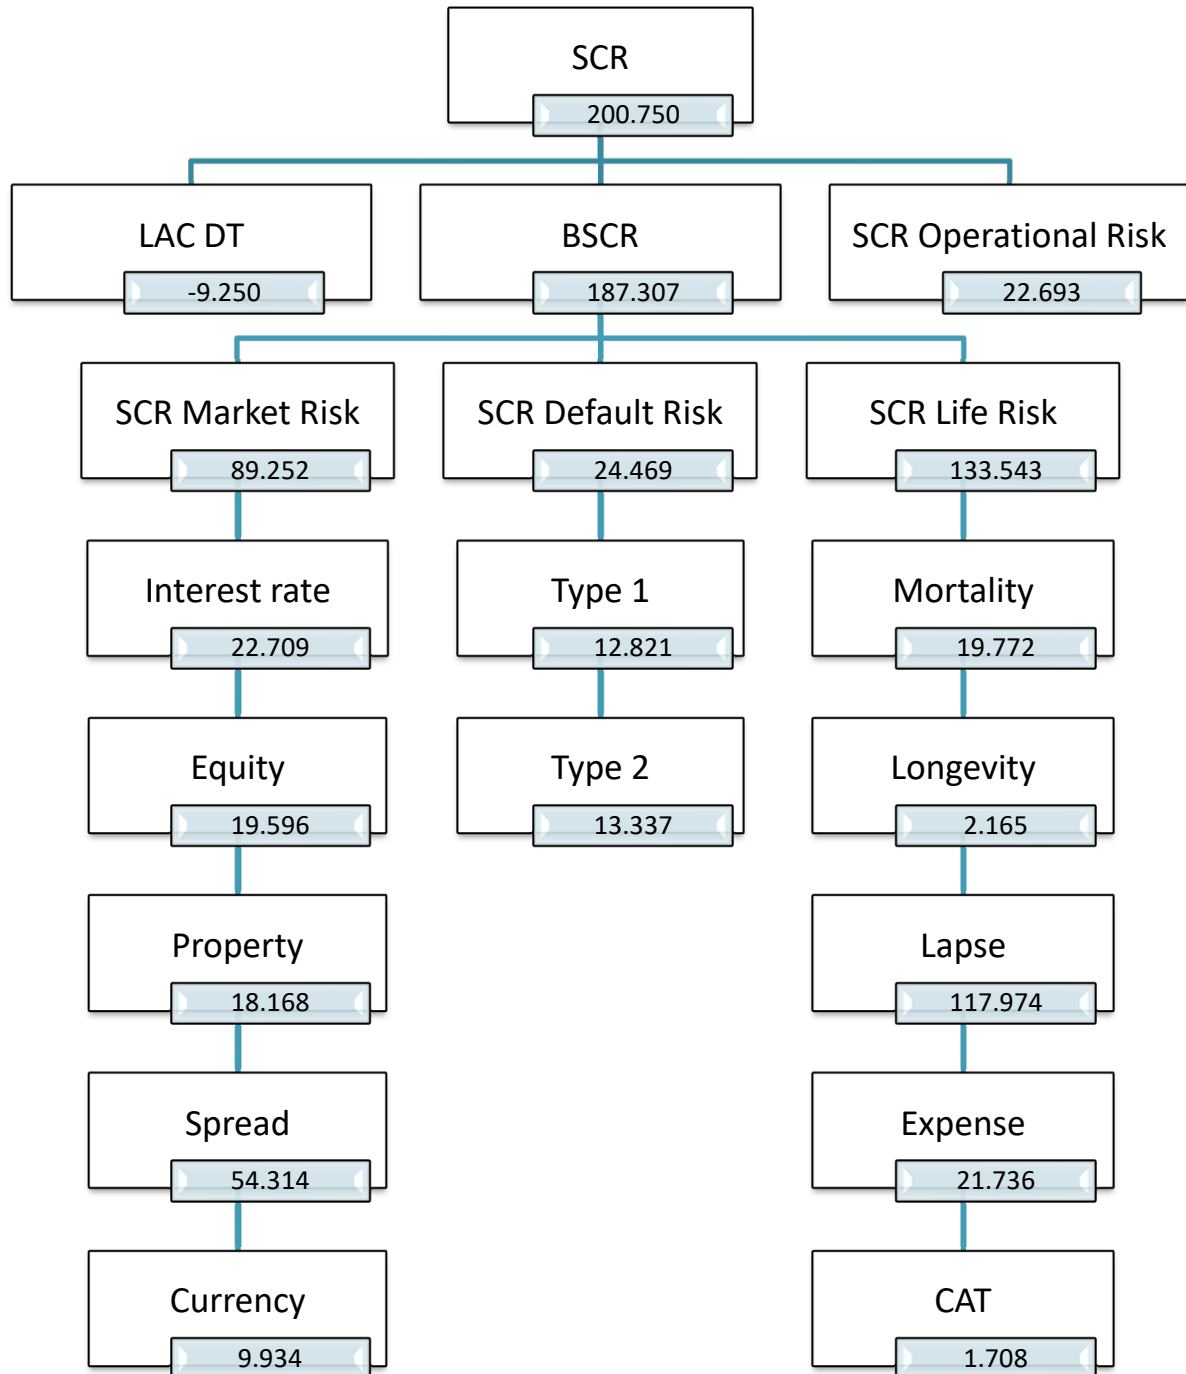 SCR
200.750
LAC DT
-9.250
BSCR
187.307
SCR Operational Risk
22.693
SCR Market Risk
89.252
SCR Default Risk
24.469
SCR Life Risk
133.543
Interest rate
22.709
Type 1
12.821
Mortality
19.772
Equity
19.596
Type 2
13.337
Longevity
2.165
Property
18.168
Lapse
117.974
Spread
54.314
Expense
21.736
Currency
9.934
CAT
1.708